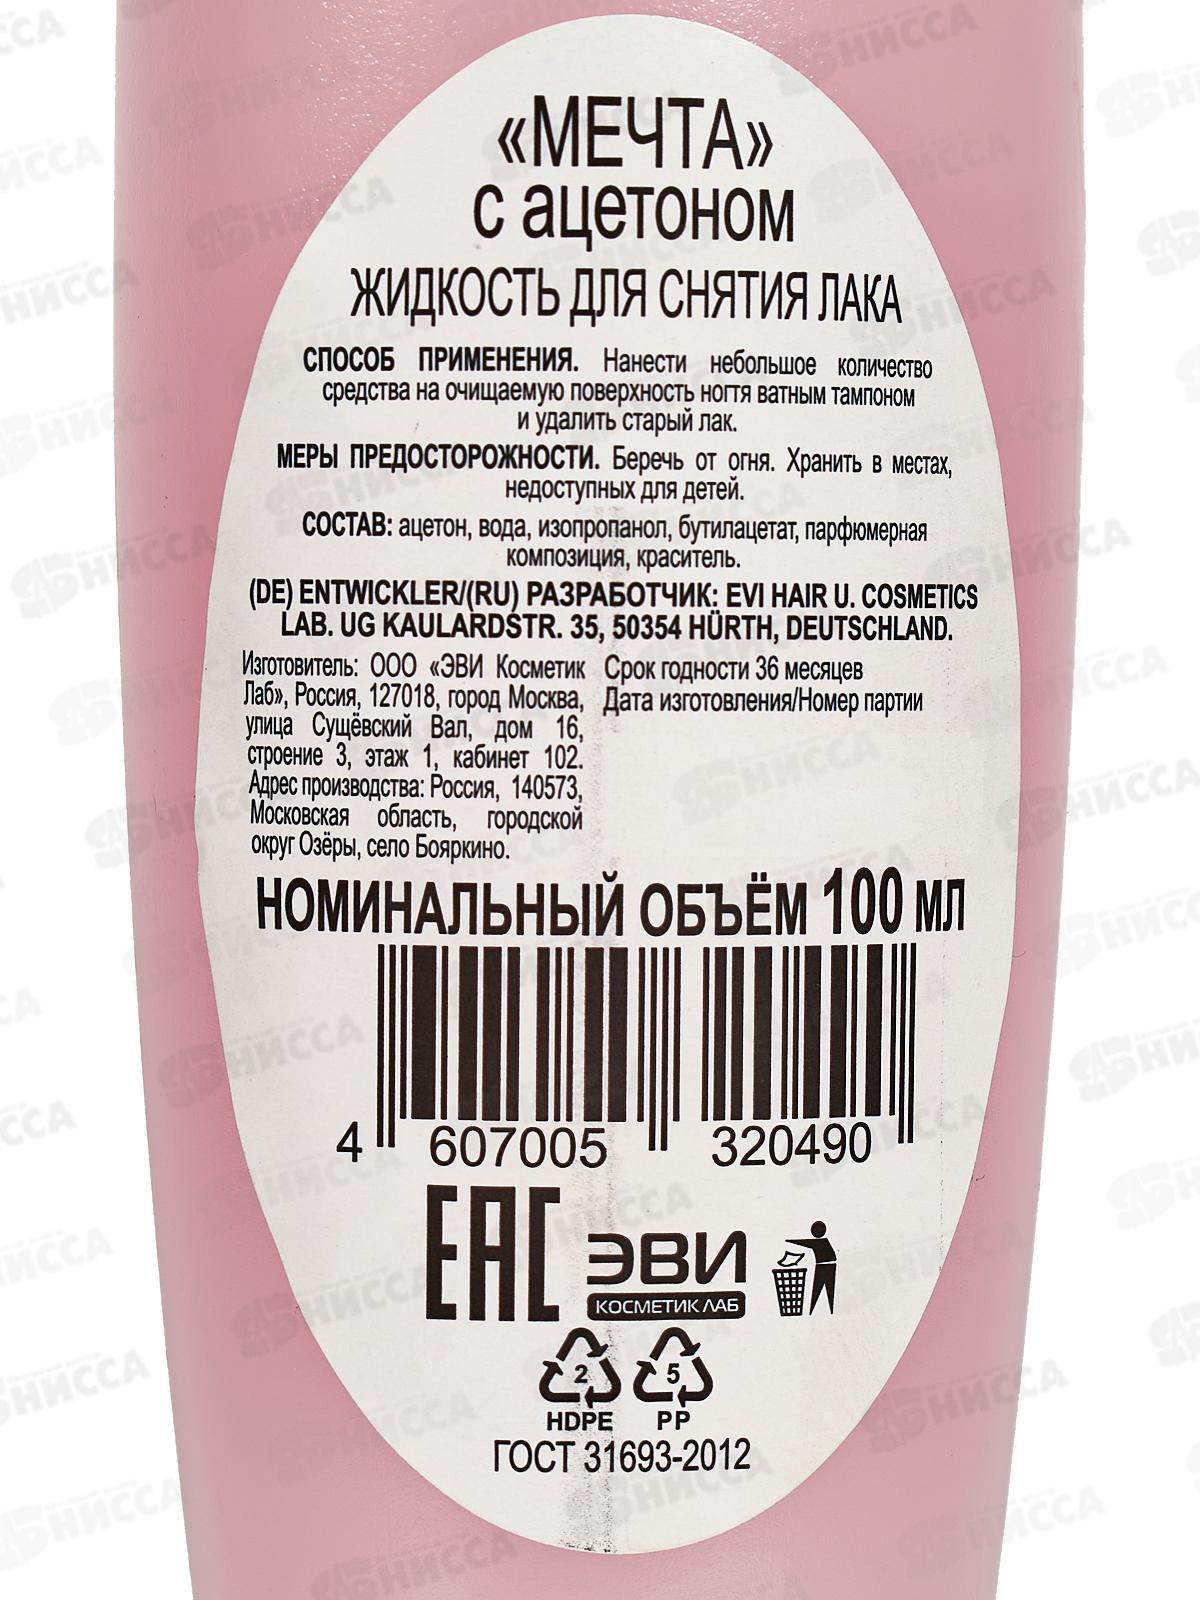 «МЕЧТА»
с ацетоном
ЖИДКОСТЬ ДЛЯ СНЯТИЯ ЛАКА
СПОСОБ ПРИМЕНЕНИЯ. Нанести небольшое количество
средства на очищаемую поверхность ногтя ватным тампоном
и удалить старый лак.
МЕРЫ ПРЕДОСТОРОЖНОСТИ. Беречь от огня. Хранить в местах,
недоступных для детей.
СОСТАВ: ацетон, вода, изопропанол, бутилацетат, парфюмерная
композиция, краситель.
(DE) ENTWICKLER/(RU) РАЗРАБОТЧИК: EVI HAIR U. COSMETICS
LAB. UG KAULARDSTR. 35, 50354 HÜRTH, DEUTSCHLAND.
Изготовитель: ООО «ЭВИ Косметик
Лаб», Россия, 127018, город Москва,
улица Сущёвский Вал, дом 16,
строение 3, этаж 1, кабинет 102.
Адрес производства: Россия, 140573,
Московская область, городской
округ Озёры, село Бояркино.
Срок годности 36 месяцев
Дата изготовления/Номер партии
НОМИНАЛЬНЫЙ ОБЪЁМ 100 МЛ
4 607005 320490
EAC
ЭВИ
КОСМЕТИК ЛАБ
2 5
HDPE PP
ГОСТ 31693-2012
НИССА